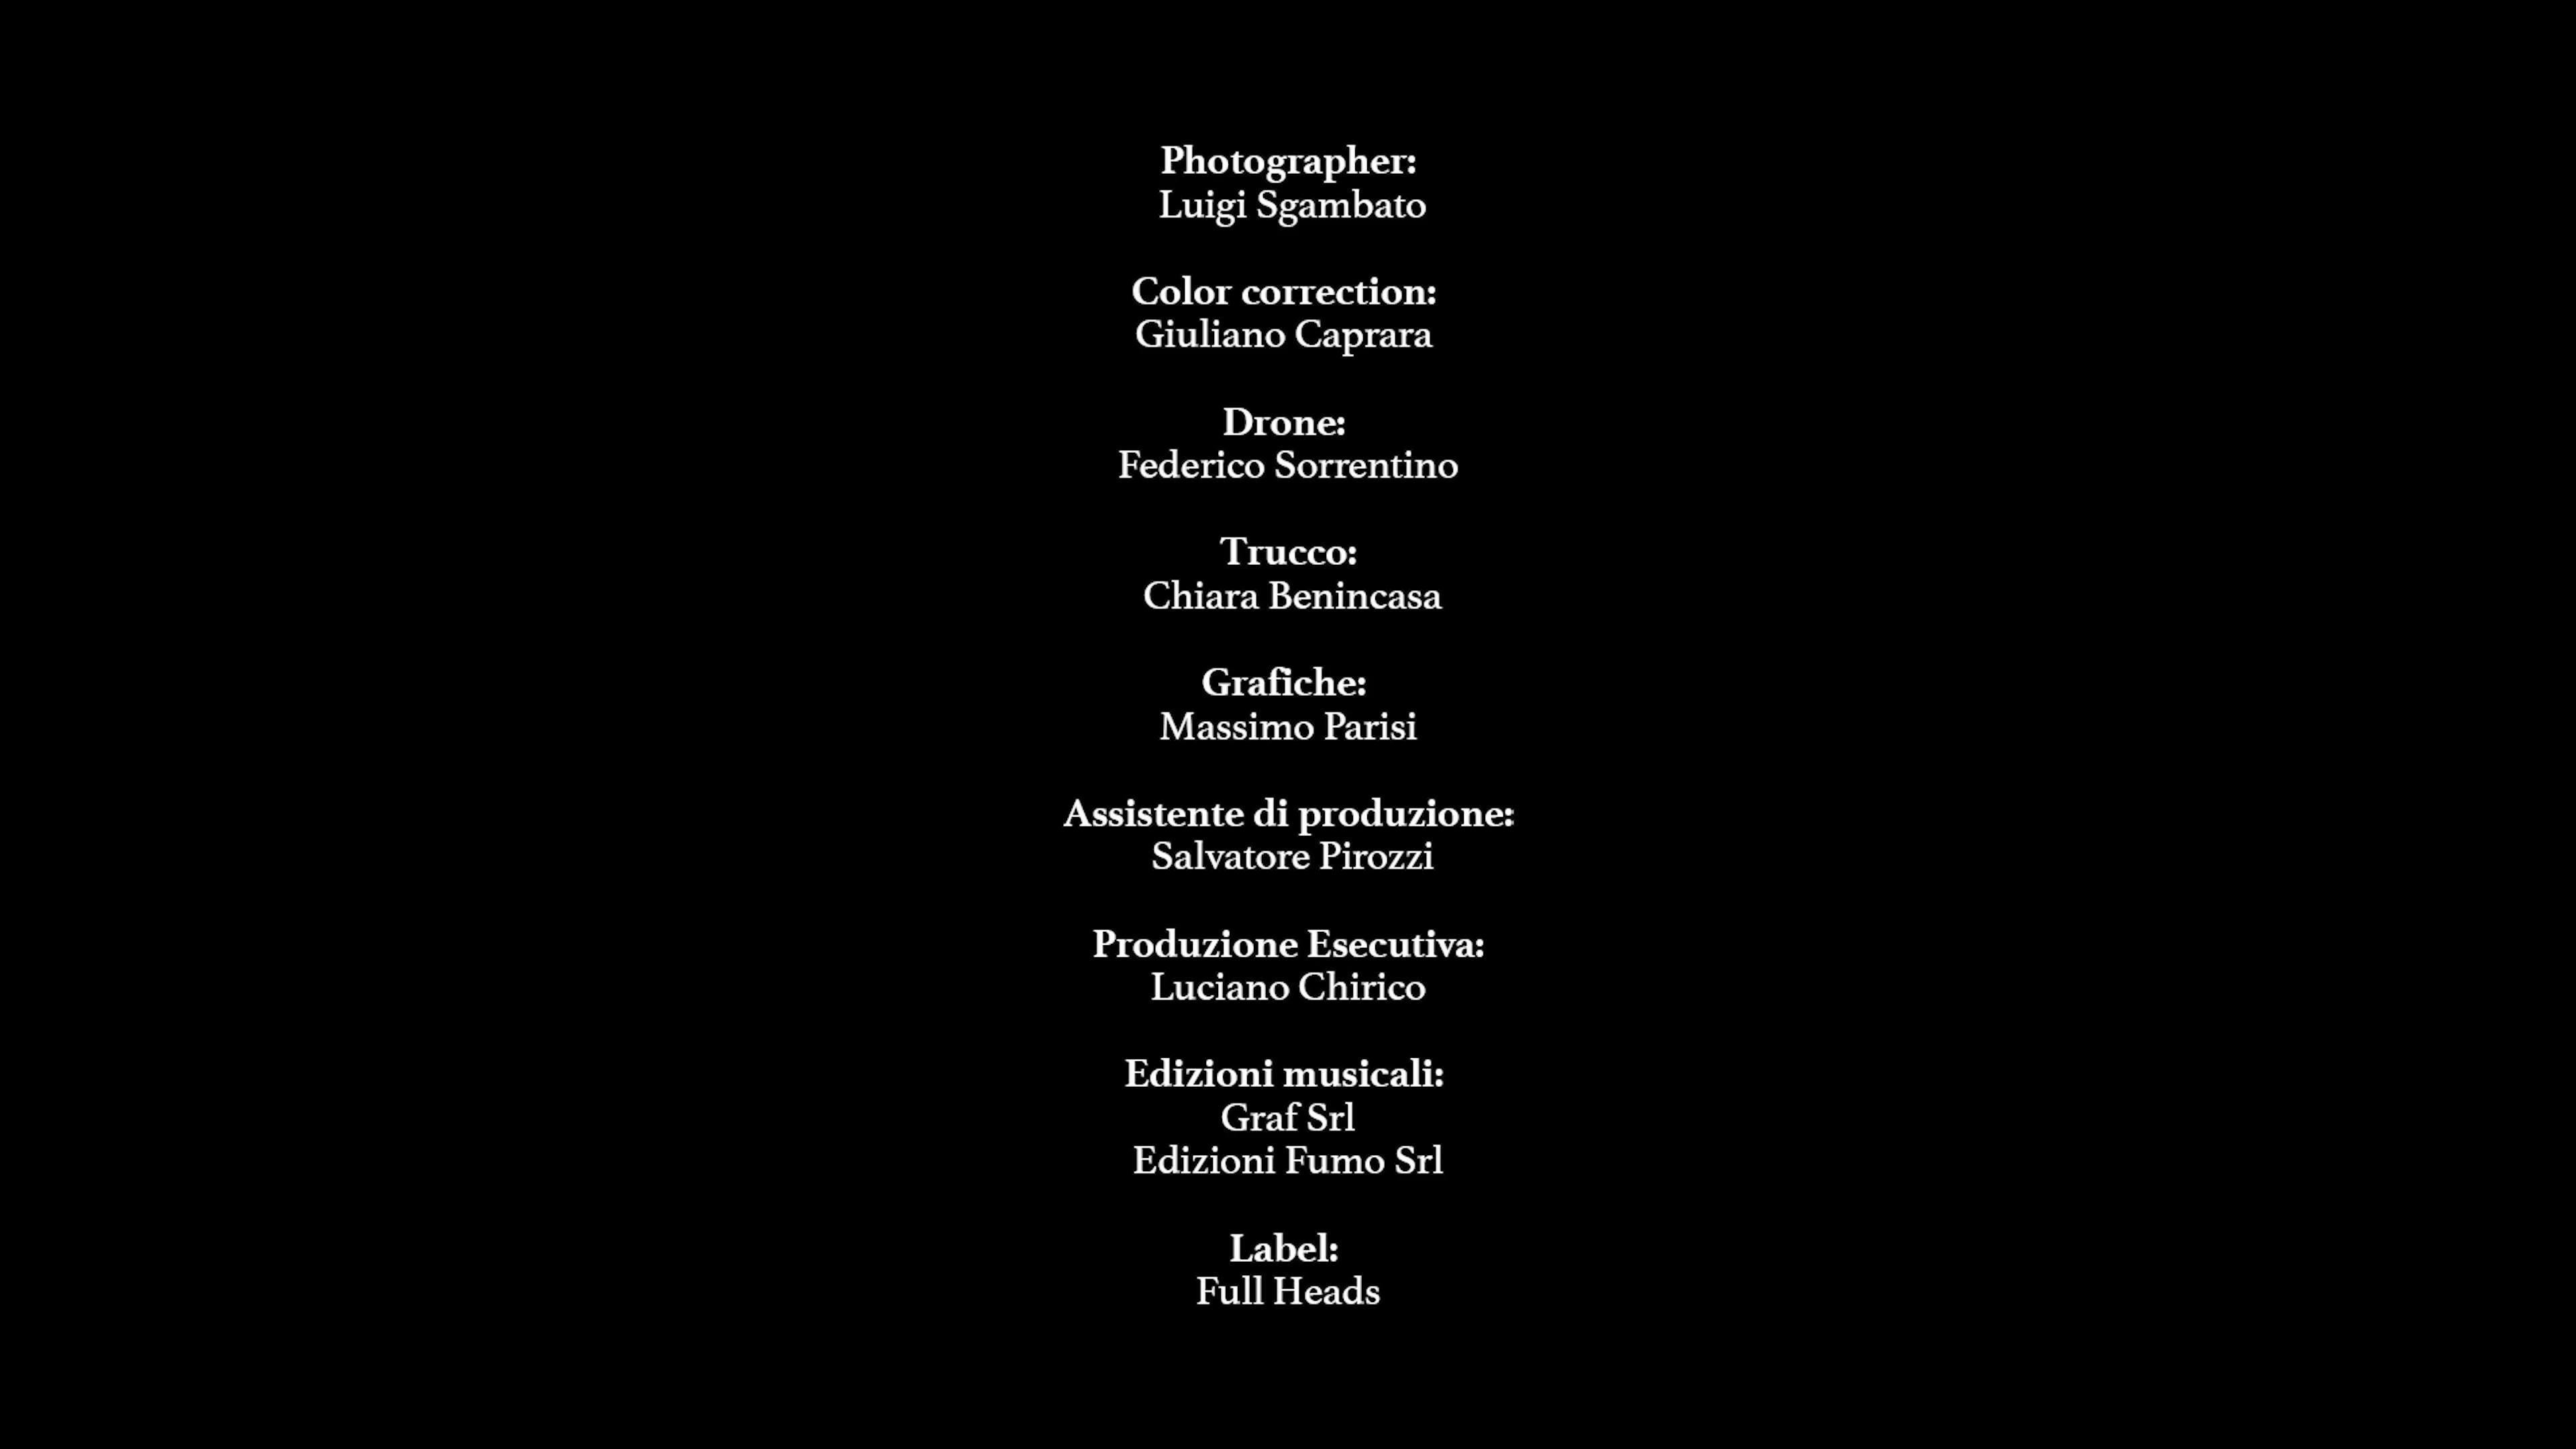 Photographer:
Luigi Sgambato
Color correction:
Giuliano Caprara
Drone:
Federico Sorrentino
Trucco:
Chiara Benincasa
Grafiche:
Massimo Parisi
Assistente di produzione:
Salvatore Pirozzi
Produzione Esecutiva:
Luciano Chirico
Edizioni musicali:
Graf Srl
Edizioni Fumo Srl
Label:
Full Heads